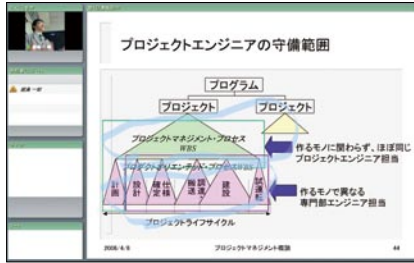 プロジェクトエンジニアの守備範囲
プログラム
プロジェクト
プロジェクト
プロジェクトマネジメント・プロセス
WBS
作るモノに関わらず、ほぼ同じ
プロジェクトエンジニア担当
計画
設計
仕様確定
調達
建設
試運転
作るモノで異なる
専門部エンジニア担当
プロジェクトライフサイクル
2008/4/8
プロジェクトマネジメント概論
44